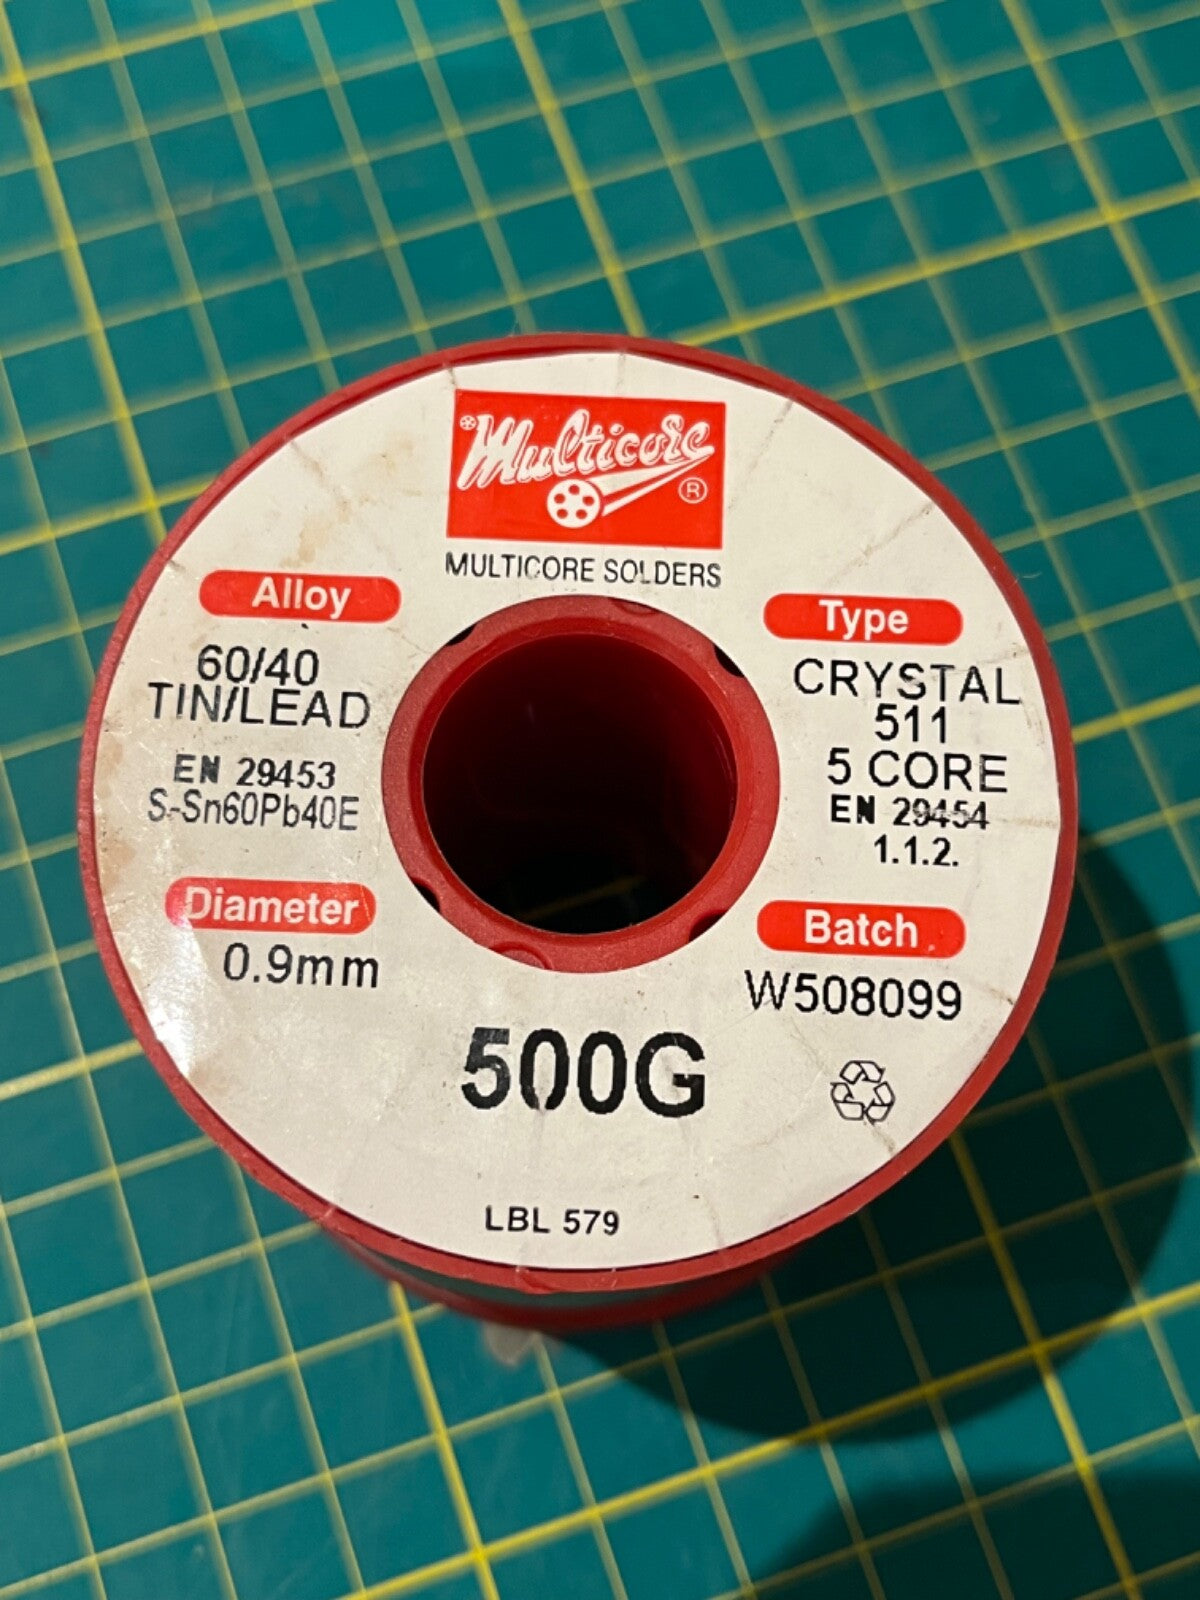 Multicore
®
MULTICORE SOLDERS
Alloy
60/40
TIN/LEAD
EN 29453
S-Sn60Pb40E
Type
CRYSTAL
511
5 CORE
EN 29454
1.1.2.
Diameter
0.9mm
Batch
W508099
500G
LBL 579